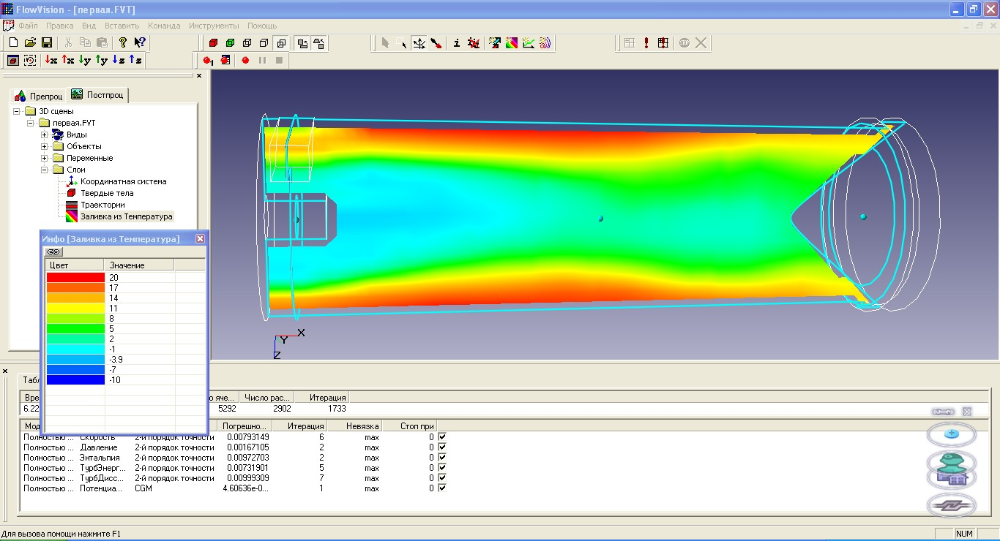 FlowVision - [первая.FVT]
Файл Правка Вид Вставить Команда Инструменты Помощь
x x y y z z
Препроц Постпроц
3D сцены
первая.FVT
Виды
Объекты
Переменные
Слои
Координатная система
Твердые тела
Траектории
Заливка из Температура
Инфо [Заливка из Температура]
Цвет Значение
20
17
14
11
8
5
2
-1
-3.9
-7
-10
X
Y
Z
Табл
Вре о яче... Число рас... Итерация
6.22 5292 2902 1733
Мод Погрешно... Итерация Невязка Стоп при
Полностью ... Скорость 2-й порядок точности 0.00793149 6 max 0
Полностью ... Давление 2-й порядок точности 0.00167105 2 max 0
Полностью ... Энтальпия 2-й порядок точности 0.00972703 2 max 0
Полностью ... ТурбЭнерг... 2-й порядок точности 0.00731901 5 max 0
Полностью ... ТурбДисс... 2-й порядок точности 0.00999309 7 max 0
Полностью ... Потенциа... CGM 4.60636e-0... 1 max 0
Для вызова помощи нажмите F1
NUM